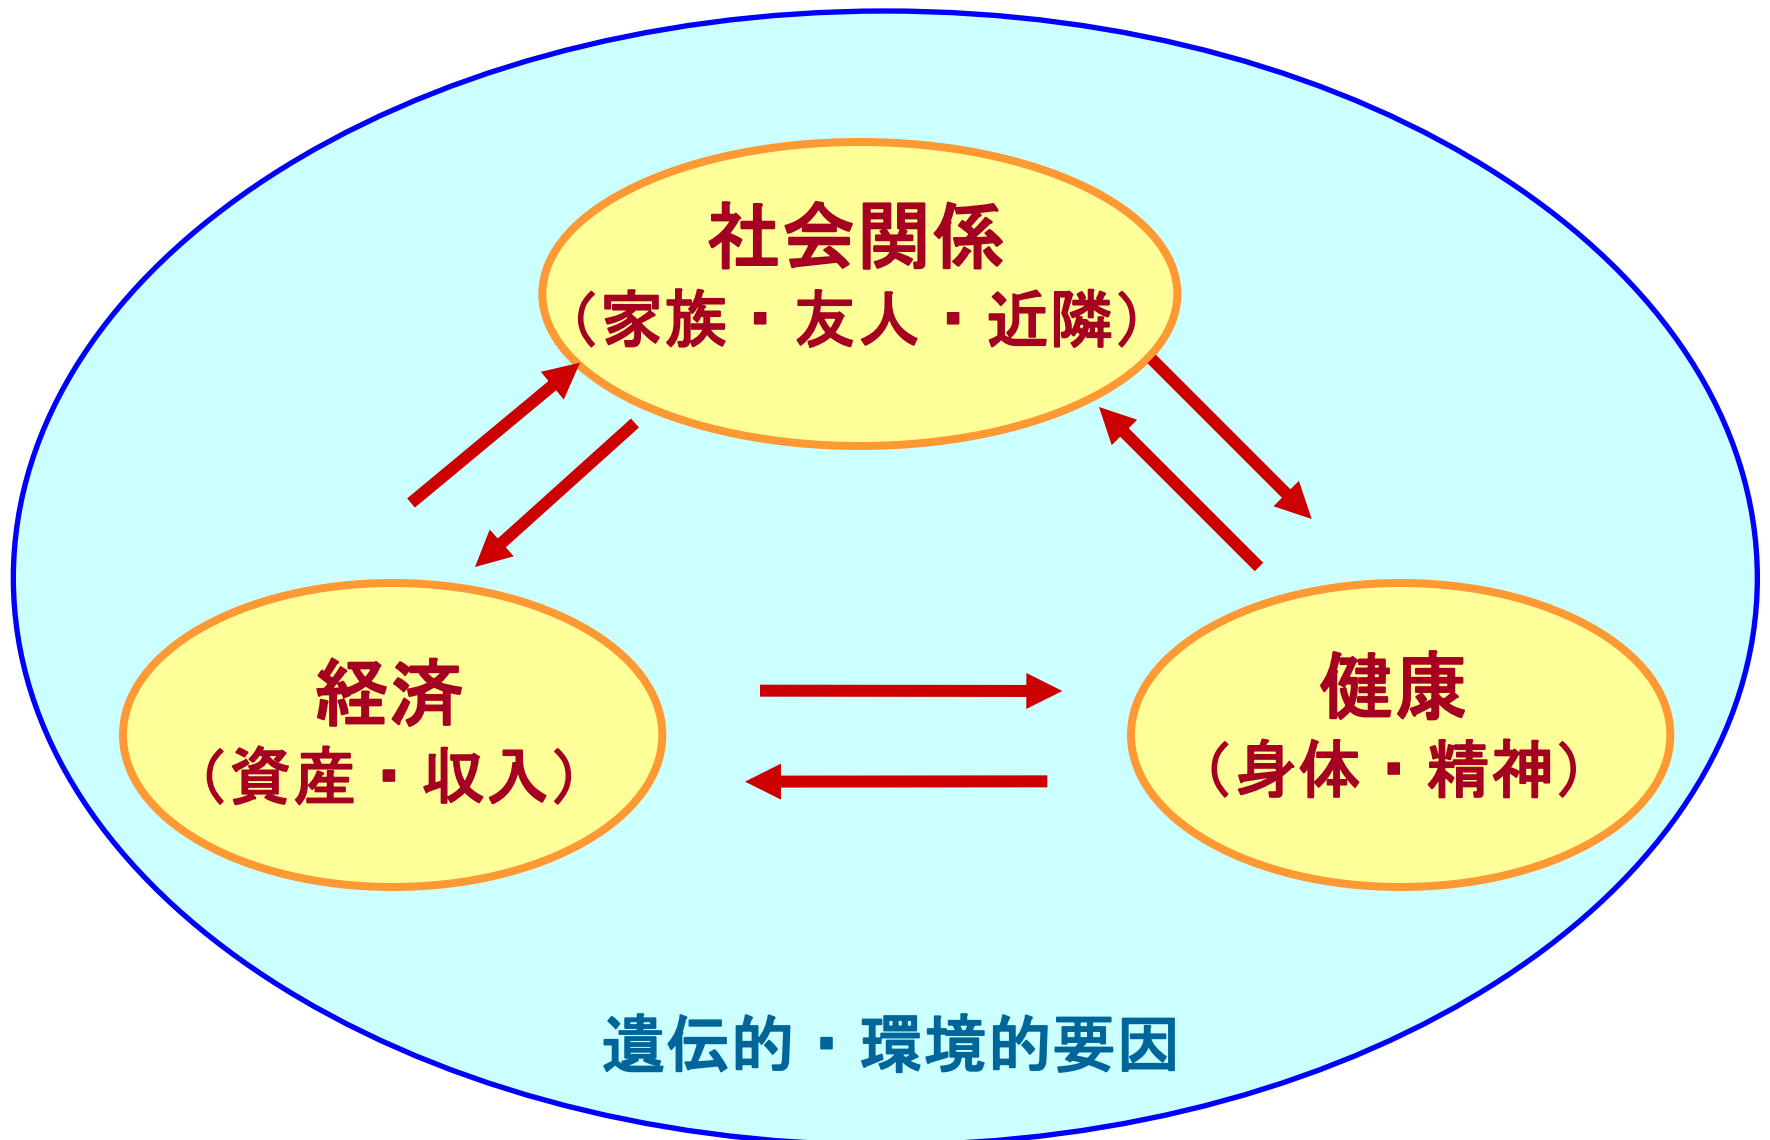 社会関係
（家族・友人・近隣）
経済
（資産・収入）
健康
（身体・精神）
遺伝的・環境的要因